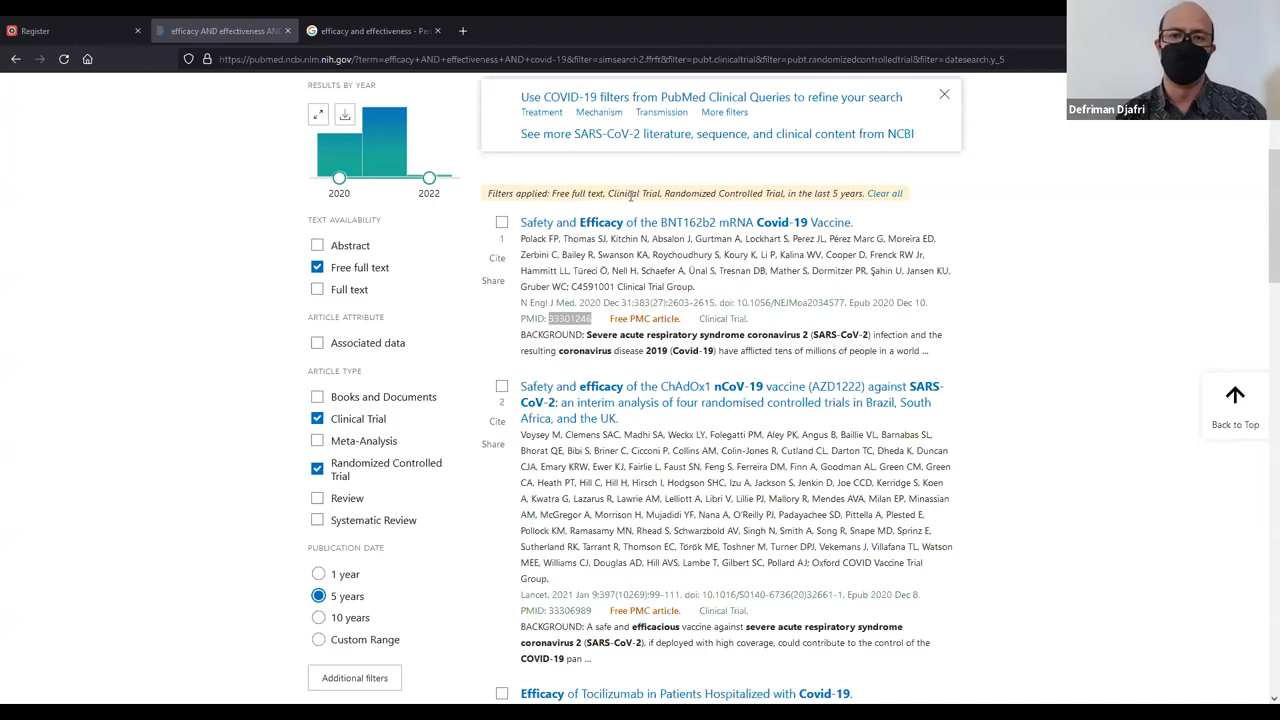 Register
efficacy AND effectiveness AN
efficacy and effectiveness - Pen
https://pubmed.ncbi.nlm.nih.gov/?term=efficacy+AND+effectiveness+AND+covid-19&filter=simsearch2.ffrft&filter=pubt.clinicaltrial&filter=pubt.randomizedcontrolledtrial&filter=datesearch.y_5
Defriman Djafri
RESULTS BY YEAR
2020
2022
TEXT AVAILABILITY
Abstract
Free full text
Full text
ARTICLE ATTRIBUTE
Associated data
ARTICLE TYPE
Books and Documents
Clinical Trial
Meta-Analysis
Randomized Controlled
Trial
Review
Systematic Review
PUBLICATION DATE
1 year
5 years
10 years
Custom Range
Additional filters
Use COVID-19 filters from PubMed Clinical Queries to refine your search
Treatment Mechanism Transmission More filters
See more SARS-CoV-2 literature, sequence, and clinical content from NCBI
Filters applied: Free full text, Clinical Trial, Randomized Controlled Trial, in the last 5 years. Clear all
Safety and Efficacy of the BNT162b2 mRNA Covid-19 Vaccine.
1
Cite
Share
Polack FP, Thomas SJ, Kitchin N, Absalon J, Gurtman A, Lockhart S, Perez JL, Pérez Marc G, Moreira ED,
Zerbini C, Bailey R, Swanson KA, Roychoudhury S, Koury K, Li P, Kalina WV, Cooper D, Frenck RW Jr,
Hammitt LL, Türeci Ö, Nell H, Schaefer A, Ünal S, Tresnan DB, Mather S, Dormitzer PR, Şahin U, Jansen KU,
Gruber WC; C4591001 Clinical Trial Group.
N Engl J Med. 2020 Dec 31;383(27):2603-2615. doi: 10.1056/NEJMoa2034577. Epub 2020 Dec 10.
PMID: 33301246 Free PMC article. Clinical Trial.
BACKGROUND: Severe acute respiratory syndrome coronavirus 2 (SARS-CoV-2) infection and the
resulting coronavirus disease 2019 (Covid-19) have afflicted tens of millions of people in a world ...
Safety and efficacy of the ChAdOx1 nCoV-19 vaccine (AZD1222) against SARS-
CoV-2: an interim analysis of four randomised controlled trials in Brazil, South
Africa, and the UK.
2
Cite
Share
Voysey M, Clemens SAC, Madhi SA, Weckx LY, Folegatti PM, Aley PK, Angus B, Baillie VL, Barnabas SL,
Bhorat QE, Bibi S, Briner C, Cicconi P, Collins AM, Colin-Jones R, Cutland CL, Darton TC, Dheda K, Duncan
CJA, Emary KRW, Ewer KJ, Fairlie L, Faust SN, Feng S, Ferreira DM, Finn A, Goodman AL, Green CM, Green
CA, Heath PT, Hill C, Hill H, Hirsch I, Hodgson SHC, Izu A, Jackson S, Jenkin D, Joe CCD, Kerridge S, Koen
A, Kwatra G, Lazarus R, Lawrie AM, Lelliott A, Libri V, Lillie PJ, Mallory R, Mendes AVA, Milan EP, Minassian
AM, McGregor A, Morrison H, Mujadidi YF, Nana A, O'Reilly PJ, Padayachee SD, Pittella A, Plested E,
Pollock KM, Ramasamy MN, Rhead S, Schwarzbold AV, Singh N, Smith A, Song R, Snape MD, Sprinz E,
Sutherland RK, Tarrant R, Thomson EC, Török ME, Toshner M, Turner DPJ, Vekemans J, Villafana TL, Watson
MEE, Williams CJ, Douglas AD, Hill AVS, Lambe T, Gilbert SC, Pollard AJ; Oxford COVID Vaccine Trial
Group.
Lancet. 2021 Jan 9;397(10269):99-111. doi: 10.1016/S0140-6736(20)32661-1. Epub 2020 Dec 8.
PMID: 33306989 Free PMC article. Clinical Trial.
BACKGROUND: A safe and efficacious vaccine against severe acute respiratory syndrome
coronavirus 2 (SARS-CoV-2), if deployed with high coverage, could contribute to the control of the
COVID-19 pan ...
Efficacy of Tocilizumab in Patients Hospitalized with Covid-19.
Back to Top